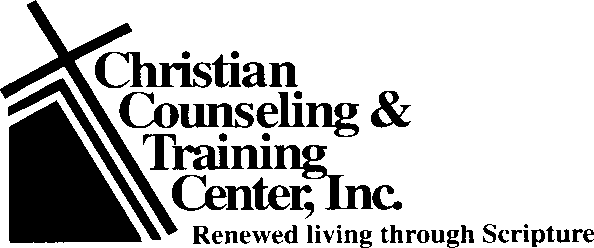 Christian
Counseling &
Training
Center, Inc.
Renewed living through Scripture